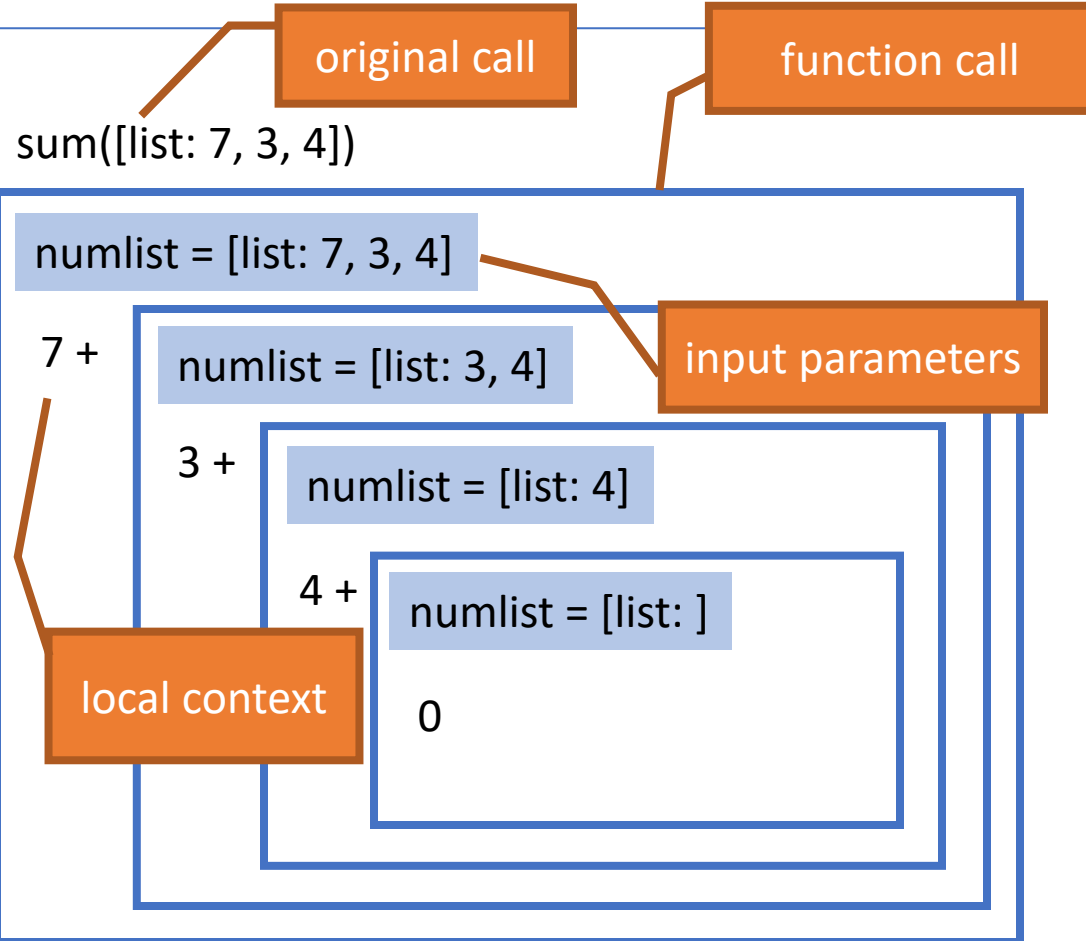 original call
function call
sum([list: 7, 3, 4])
numlist = [list: 7, 3, 4]
input parameters
7 +
numlist = [list: 3, 4]
3 +
numlist = [list: 4]
4 +
numlist = [list: ]
local context
0